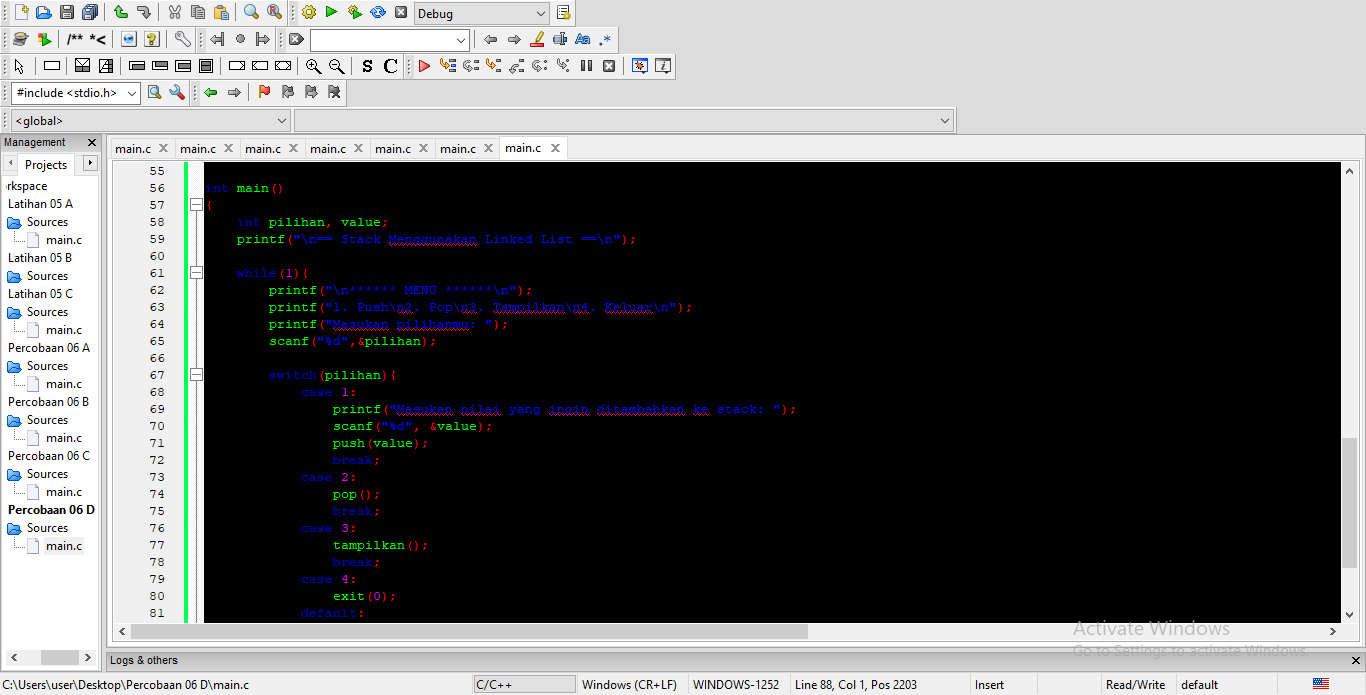 Debug
/** *<
S C
Aa .*
#include <stdio.h>
<global>
Management
Projects
rkspace
Latihan 05 A
Sources
main.c
Latihan 05 B
Sources
Latihan 05 C
Sources
main.c
Percobaan 06 A
Sources
main.c
Percobaan 06 B
Sources
main.c
Percobaan 06 C
Sources
main.c
Percobaan 06 D
Sources
main.c
main.c main.c main.c main.c main.c main.c main.c
55
56 int main()
57 {
58 int pilihan, value;
59 printf("\n== Stack Menggunakan Linked List ==\n");
60
61 while(1){
62 printf("\n****** MENU ******\n");
63 printf("1. Push\n2. Pop\n3. Tampilkan\n4. Keluar\n");
64 printf("Masukan pilihanmu: ");
65 scanf("%d",&pilihan);
66
67 switch(pilihan){
68 case 1:
69 printf("Masukan nilai yang ingin ditambahkan ke stack: ");
70 scanf("%d", &value);
71 push(value);
72 break;
73 case 2:
74 pop();
75 break;
76 case 3:
77 tampilkan();
78 break;
79 case 4:
80 exit(0);
81 default:
Activate Windows
Go to Settings to activate Windows.
Logs & others
C:\Users\user\Desktop\Percobaan 06 D\main.c C/C++ Windows (CR+LF) WINDOWS-1252 Line 88, Col 1, Pos 2203 Insert Read/Write default